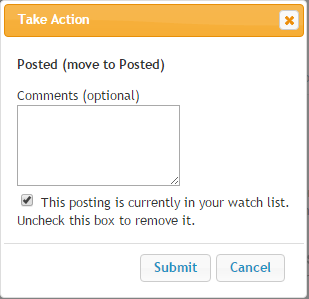 Take Action
Posted (move to Posted)
Comments (optional)
This posting is currently in your watch list.
Uncheck this box to remove it.
Submit Cancel